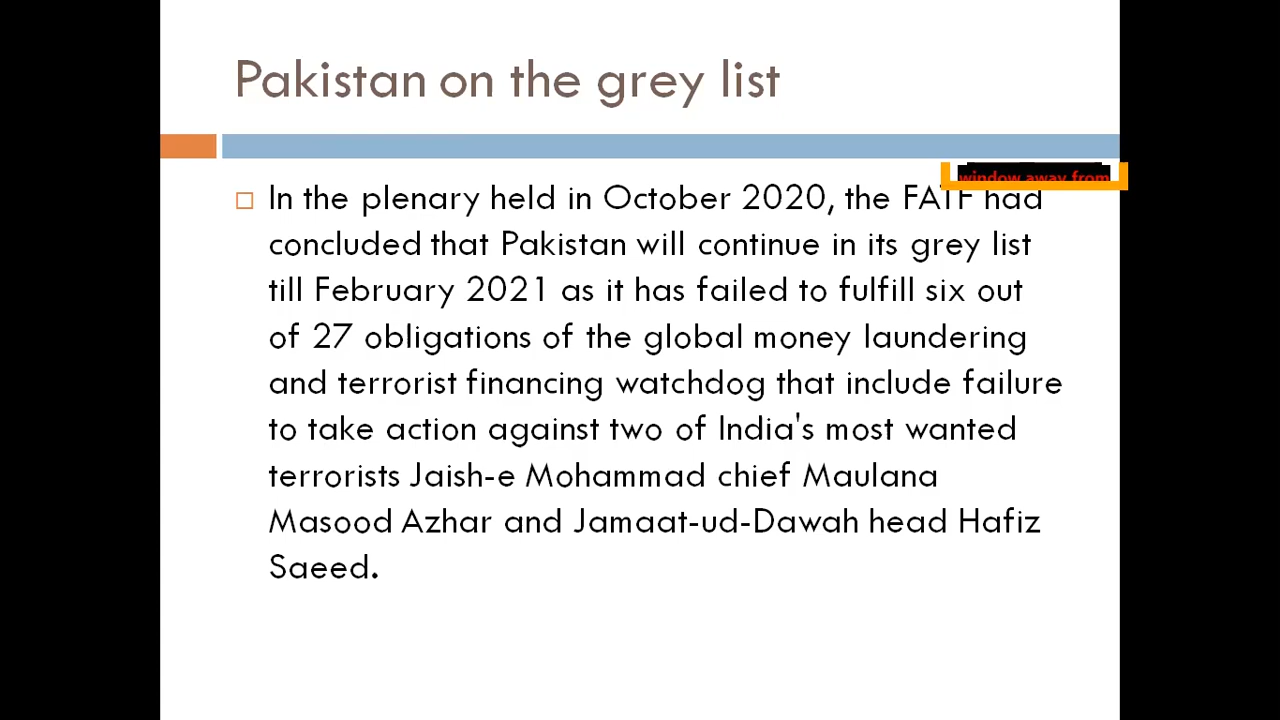 Pakistan on the grey list
window away from
In the plenary held in October 2020, the FATF had
concluded that Pakistan will continue in its grey list
till February 2021 as it has failed to fulfill six out
of 27 obligations of the global money laundering
and terrorist financing watchdog that include failure
to take action against two of India's most wanted
terrorists Jaish-e Mohammad chief Maulana
Masood Azhar and Jamaat-ud-Dawah head Hafiz
Saeed.